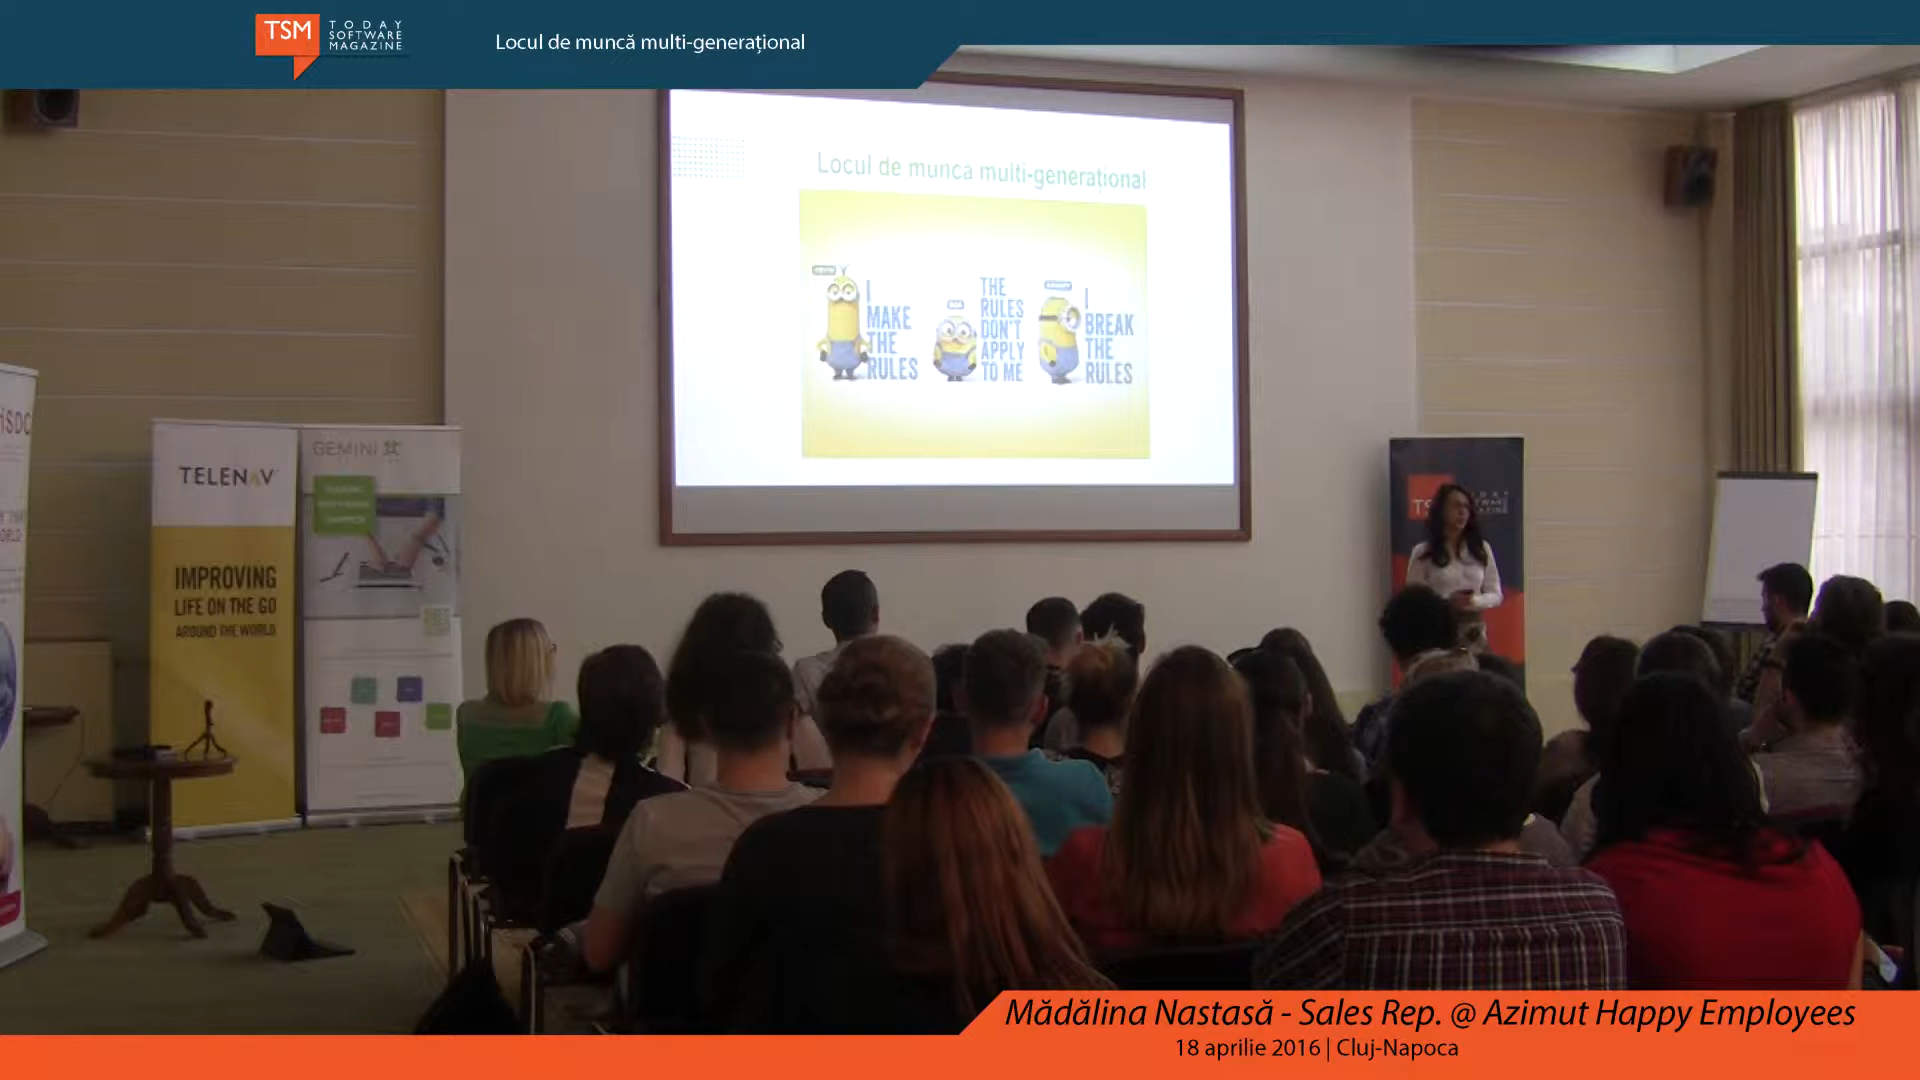 TSM
TODAY
SOFTWARE
MAGAZINE
Locul de muncă multi-generațional
Locul de munca multi-generațional
I
MAKE
THE
RULES
THE
RULES
DON'T
APPLY
TO ME
I
BREAK
THE
RULES
TELENAV
IMPROVING
LIFE ON THE GO
AROUND THE WORLD
GEMINI
iSDC
Mădălina Nastasă - Sales Rep. @ Azimut Happy Employees
18 aprilie 2016 | Cluj-Napoca